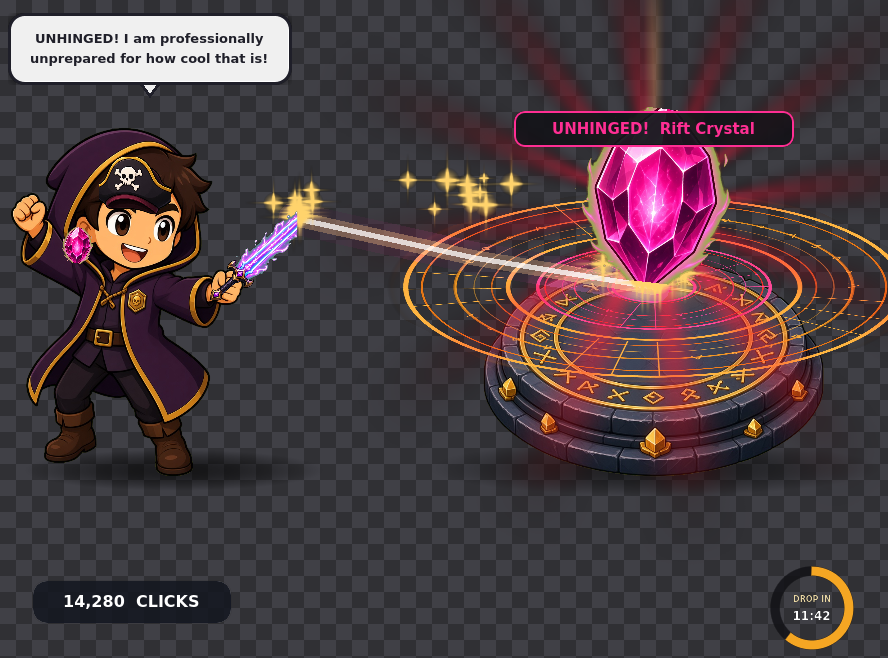 UNHINGED! I am professionally
unprepared for how cool that is!
UNHINGED! Rift Crystal
14,280 CLICKS
DROP IN
11:42